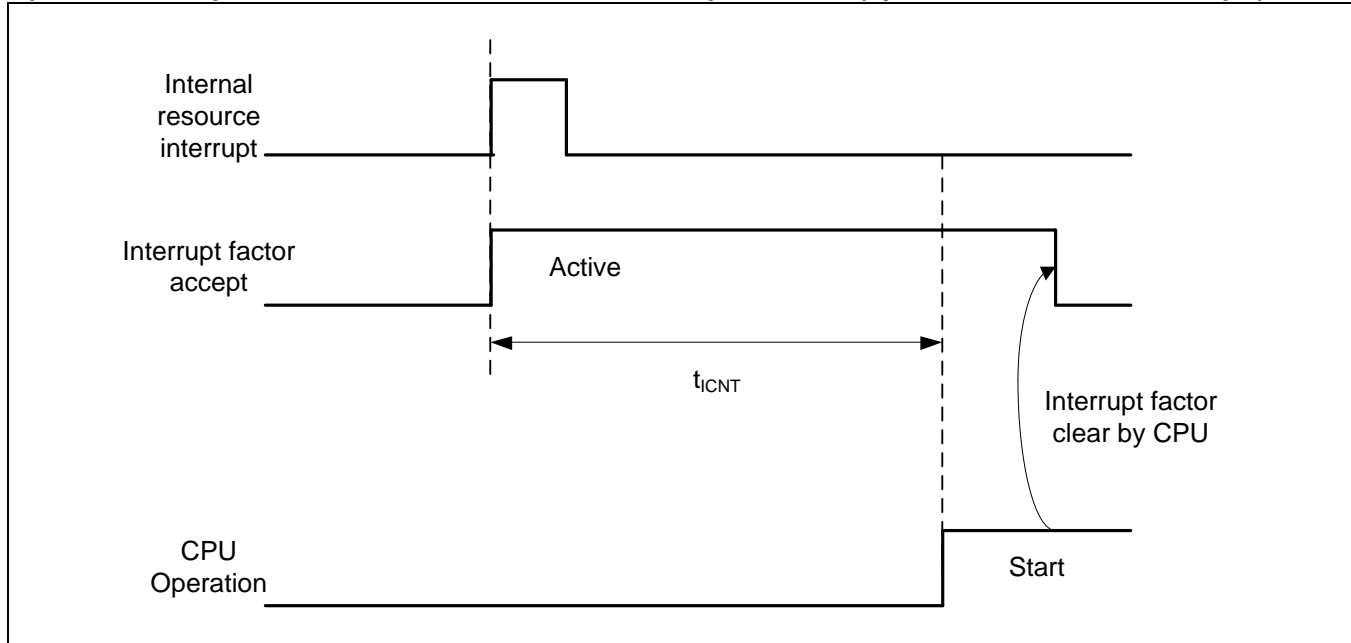 Internal
resource
interrupt
Interrupt factor
accept
Active
tICNT
Interrupt factor
clear by CPU
CPU
Operation
Start